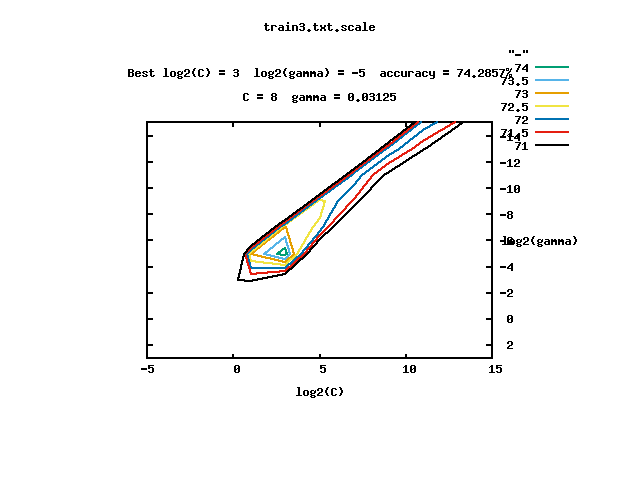 train3.txt.scale
"-"
74
Best log2(C) = 3  log2(gamma) = -5  accuracy = 74.2857%
73.5
73
C = 8  gamma = 0.03125
72.5
72
71.5
-14
71
-12
-10
-8
-6
log2(gamma)
-4
-2
0
2
-5 0 5 10 15
log2(C)